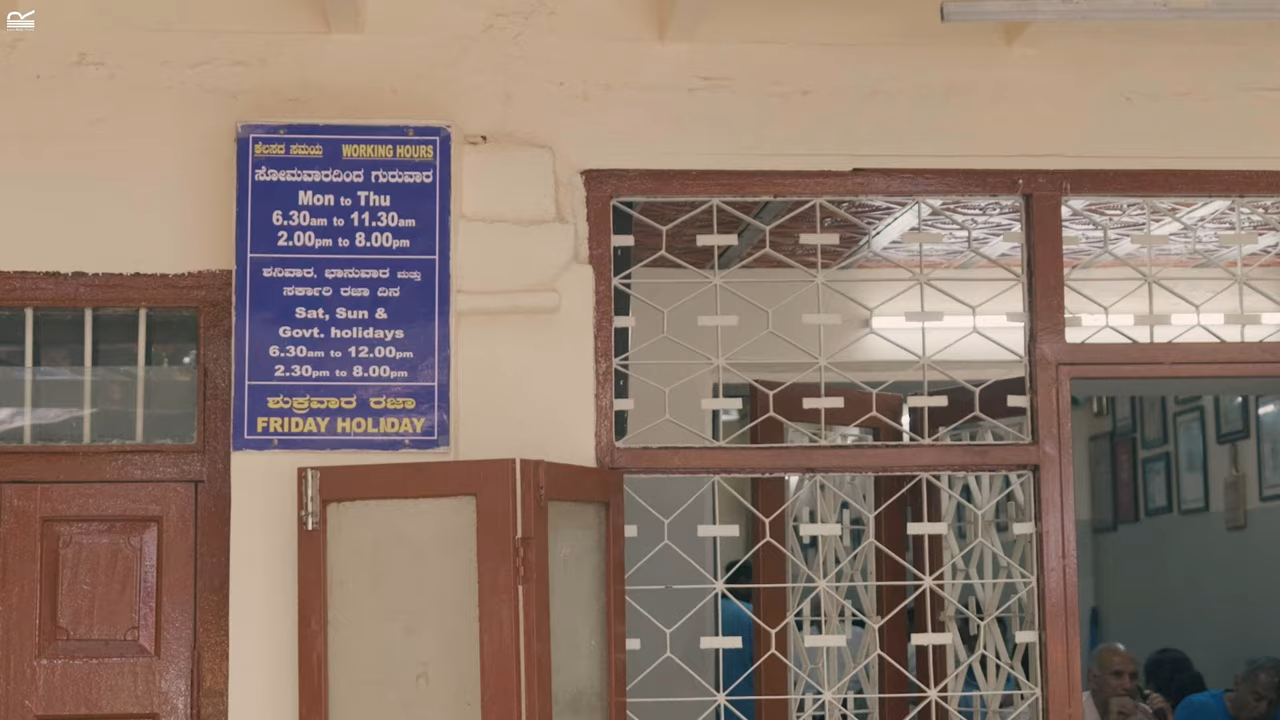 ಕೆಲಸದ ಸಮಯ WORKING HOURS
ಸೋಮವಾರದಿಂದ ಗುರುವಾರ
Mon to Thu
6.30am to 11.30am
2.00pm to 8.00pm
ಶನಿವಾರ, ಭಾನುವಾರ ಮತ್ತು
ಸರ್ಕಾರಿ ರಜಾ ದಿನ
Sat, Sun &
Govt. holidays
6.30am to 12.00pm
2.30pm to 8.00pm
ಶುಕ್ರವಾರ ರಜಾ
FRIDAY HOLIDAY